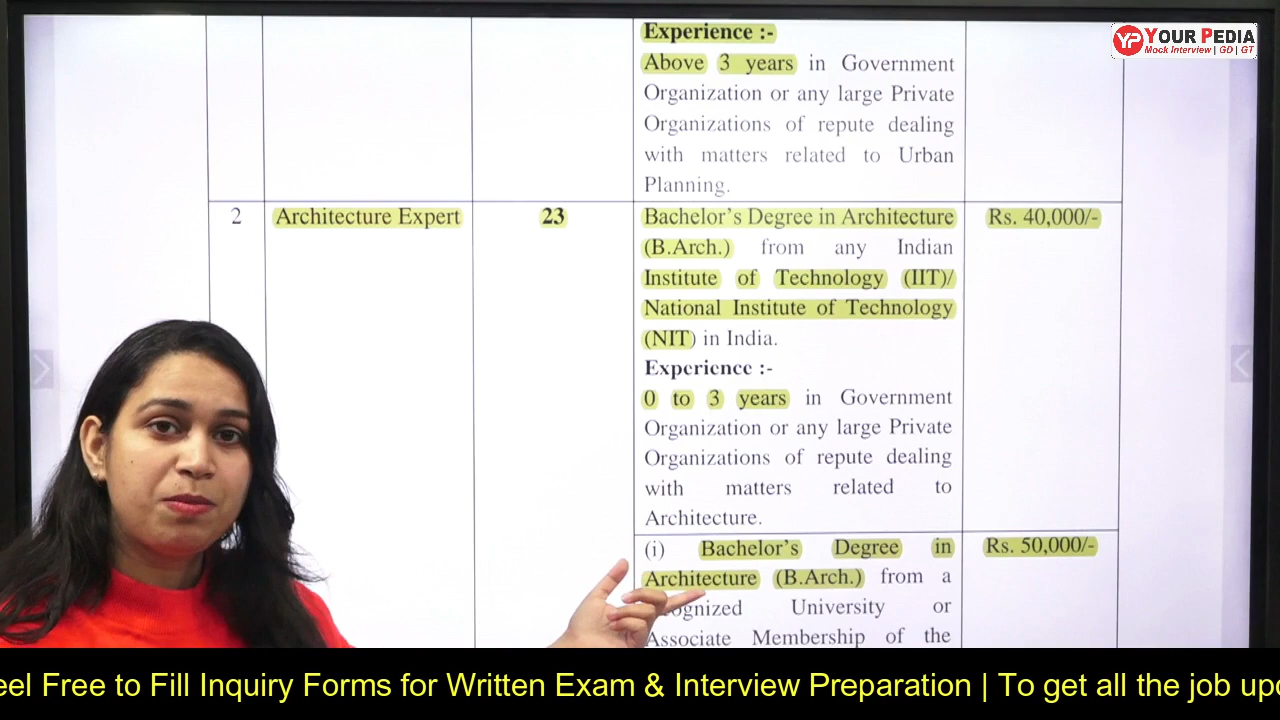 Experience :-
YOUR PEDIA
YP
Mock Interview | GD | GT
Above 3 years in Government
Organization or any large Private
Organizations of repute dealing
with matters related to Urban
Planning.
2 Architecture Expert 23 Bachelor's Degree in Architecture Rs. 40,000/-
(B.Arch.) from any Indian
Institute of Technology (IIT)/
National Institute of Technology
(NIT) in India.
Experience :-
0 to 3 years in Government
Organization or any large Private
Organizations of repute dealing
with matters related to
Architecture.
(i) Bachelor's Degree in Rs. 50,000/-
Architecture (B.Arch.) from a
University or
Associate Membership of the
eel Free to Fill Inquiry Forms for Written Exam & Interview Preparation | To get all the job upd